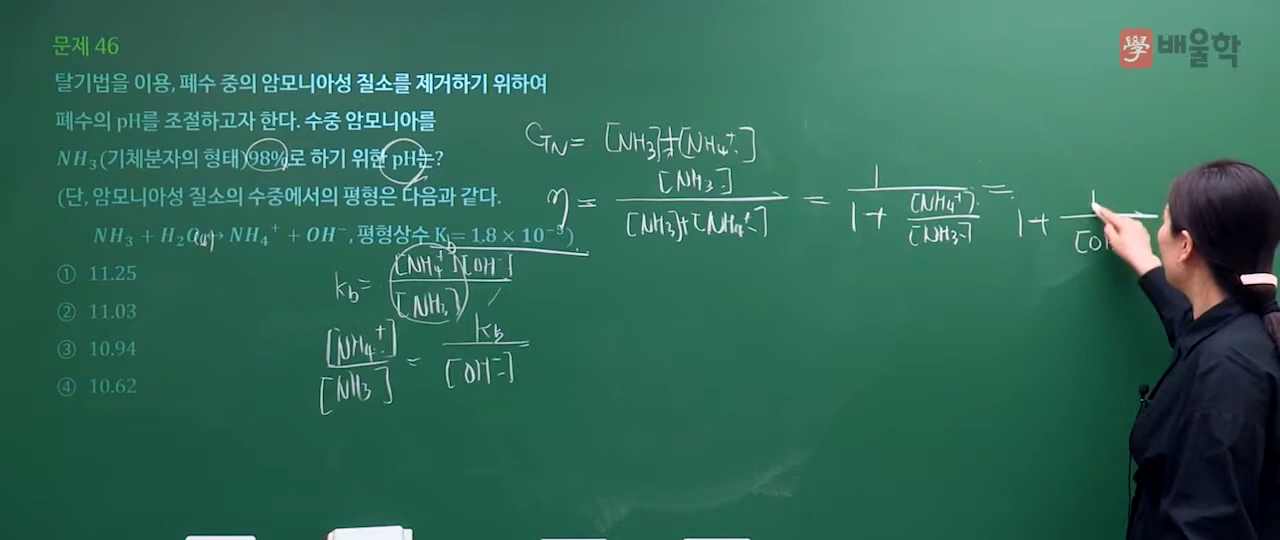 문제 46
學 배울학
탈기법을 이용, 폐수 중의 암모니아성 질소를 제거하기 위하여
폐수의 pH를 조절하고자 한다. 수중 암모니아를
NH₃(기체분자의 형태) 98%로 하기 위한 pH는?
(단, 암모니아성 질소의 수중에서의 평형은 다음과 같다.
NH₃ + H₂O ↔ NH₄⁺ + OH⁻, 평형상수 K = 1.8 × 10⁻⁵)
① 11.25
② 11.03
③ 10.94
④ 10.62
kb = [NH₄⁺][OH⁻] / [NH₃]
[NH₄⁺] / [NH₃] = kb / [OH⁻]
[NH₃] + [NH₄⁺]
η = [NH₃] / [NH₃] + [NH₄⁺] = 1 / 1 + [NH₄⁺] / [NH₃] =
1 +